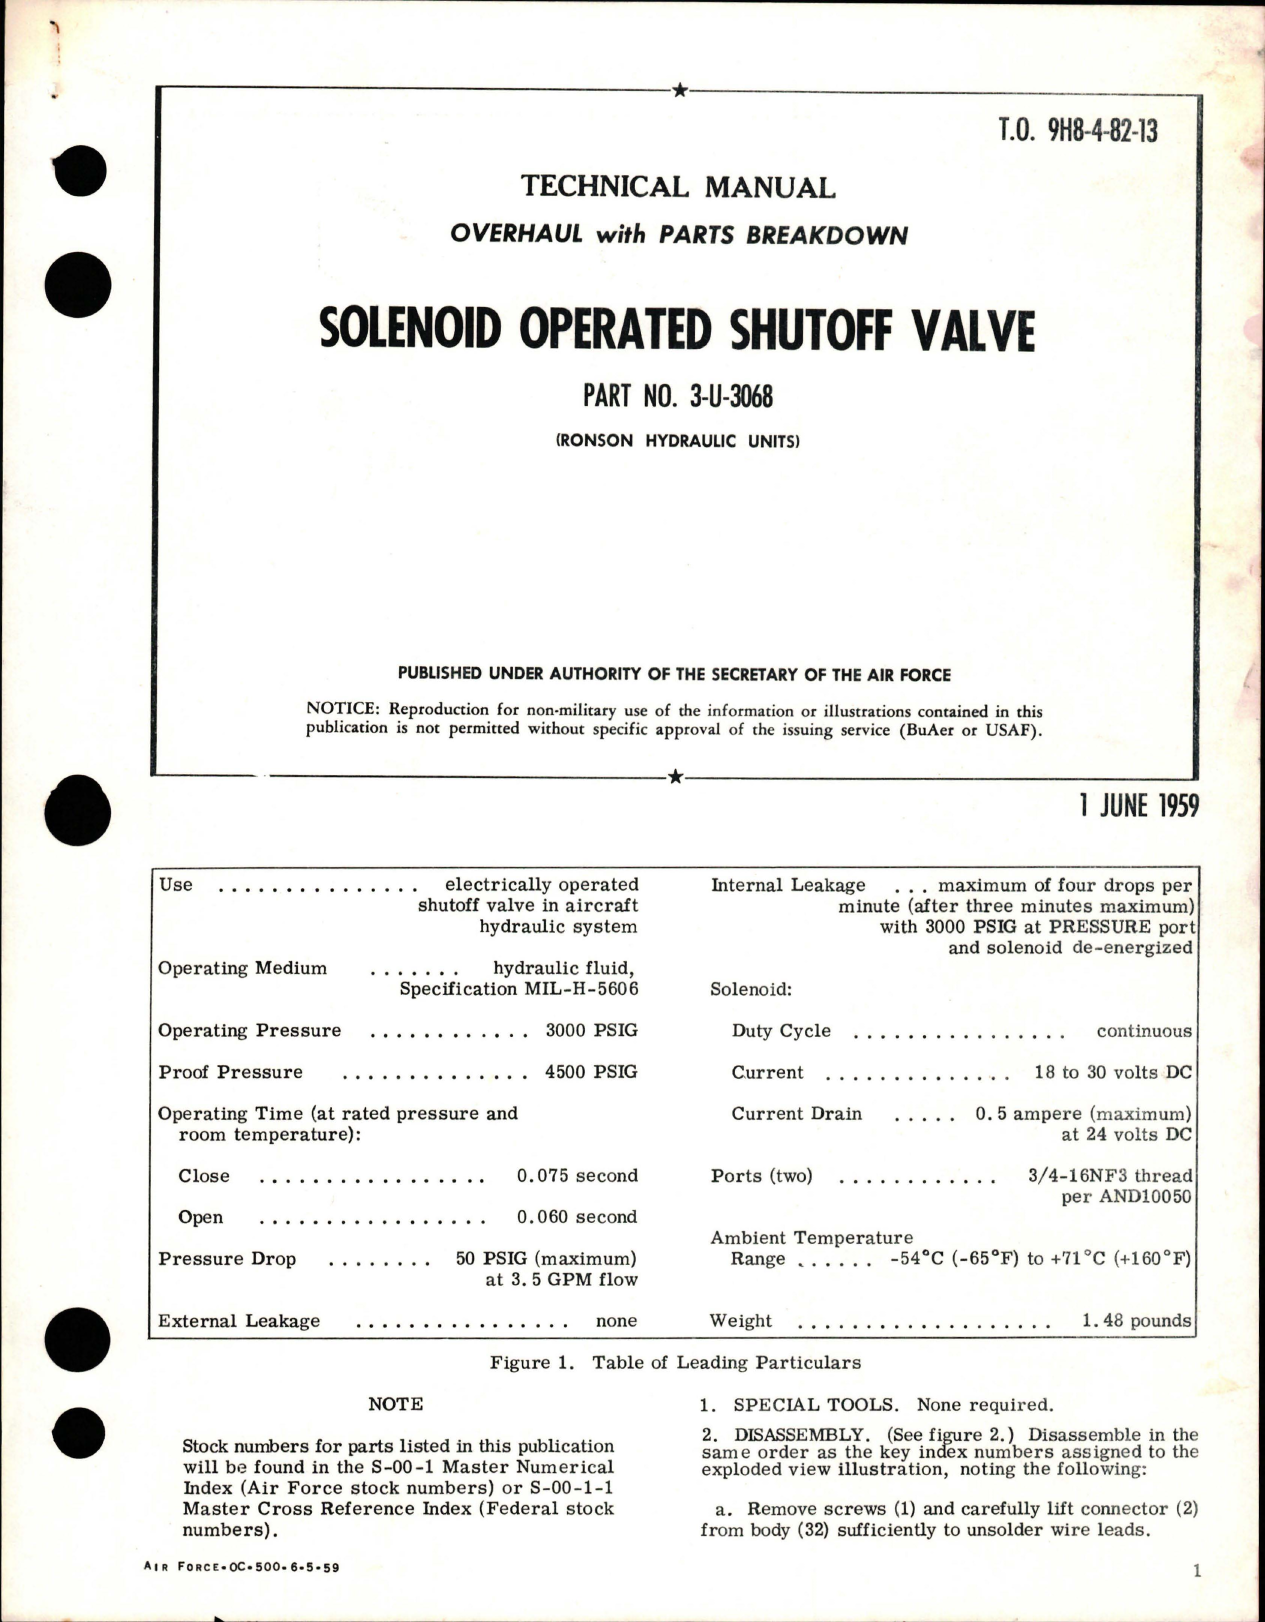 T.O. 9H8-4-82-13
TECHNICAL MANUAL
OVERHAUL with PARTS BREAKDOWN
SOLENOID OPERATED SHUTOFF VALVE
PART NO. 3-U-3068
(RONSON HYDRAULIC UNITS)
PUBLISHED UNDER AUTHORITY OF THE SECRETARY OF THE AIR FORCE
NOTICE: Reproduction for non-military use of the information or illustrations contained in this
publication is not permitted without specific approval of the issuing service (BuAer or USAF).
1 JUNE 1959
Use ............... electrically operated
shutoff valve in aircraft
hydraulic system
Operating Medium ....... hydraulic fluid,
Specification MIL-H-5606
Operating Pressure ............ 3000 PSIG
Proof Pressure .............. 4500 PSIG
Operating Time (at rated pressure and
room temperature):
Close ................. 0.075 second
Open ................. 0.060 second
Pressure Drop ........ 50 PSIG (maximum)
at 3.5 GPM flow
External Leakage ................ none
Internal Leakage ... maximum of four drops per
minute (after three minutes maximum)
with 3000 PSIG at PRESSURE port
and solenoid de-energized
Solenoid:
Duty Cycle ................ continuous
Current .............. 18 to 30 volts DC
Current Drain ..... 0.5 ampere (maximum)
at 24 volts DC
Ports (two) ............ 3/4-16NF3 thread
per AND10050
Ambient Temperature
Range ...... -54°C (-65°F) to +71°C (+160°F)
Weight ................... 1.48 pounds
Figure 1. Table of Leading Particulars
NOTE
Stock numbers for parts listed in this publication
will be found in the S-00-1 Master Numerical
Index (Air Force stock numbers) or S-00-1-1
Master Cross Reference Index (Federal stock
numbers).
1. SPECIAL TOOLS. None required.
2. DISASSEMBLY. (See figure 2.) Disassemble in the
same order as the key index numbers assigned to the
exploded view illustration, noting the following:
a. Remove screws (1) and carefully lift connector (2)
from body (32) sufficiently to unsolder wire leads.
AIR FORCE-OC-500-6-5-59
1